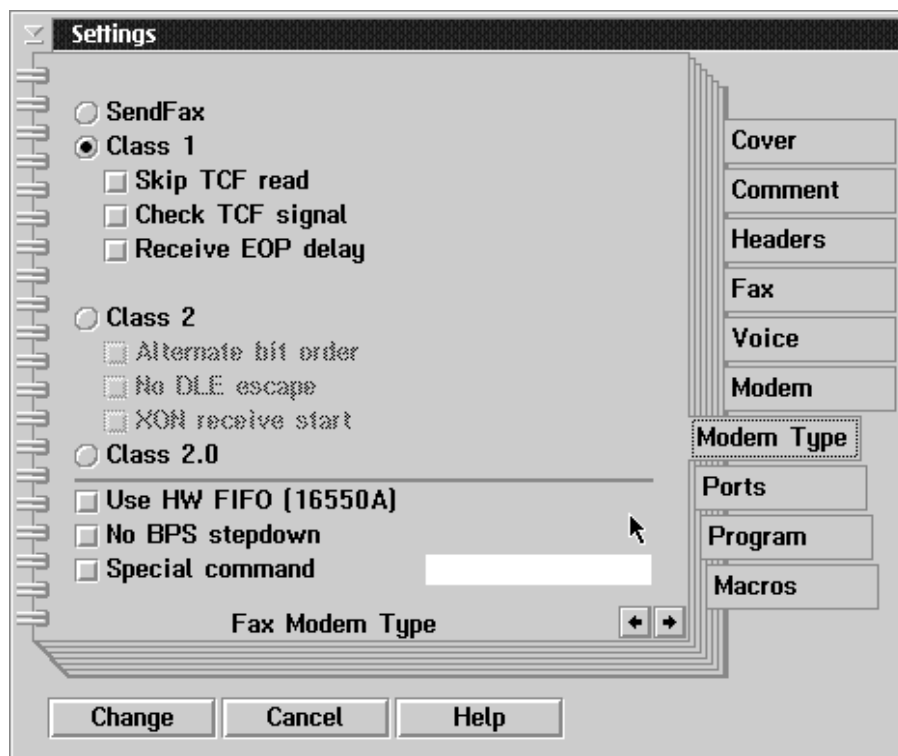 Settings
SendFax
Class 1
Skip TCF read
Check TCF signal
Receive EOP delay
Class 2
Alternate bit order
No DLE escape
XON receive start
Class 2.0
Use HW FIFO (16550A)
No BPS stepdown
Special command
Fax Modem Type
Cover
Comment
Headers
Fax
Voice
Modem
Modem Type
Ports
Program
Macros
Change
Cancel
Help